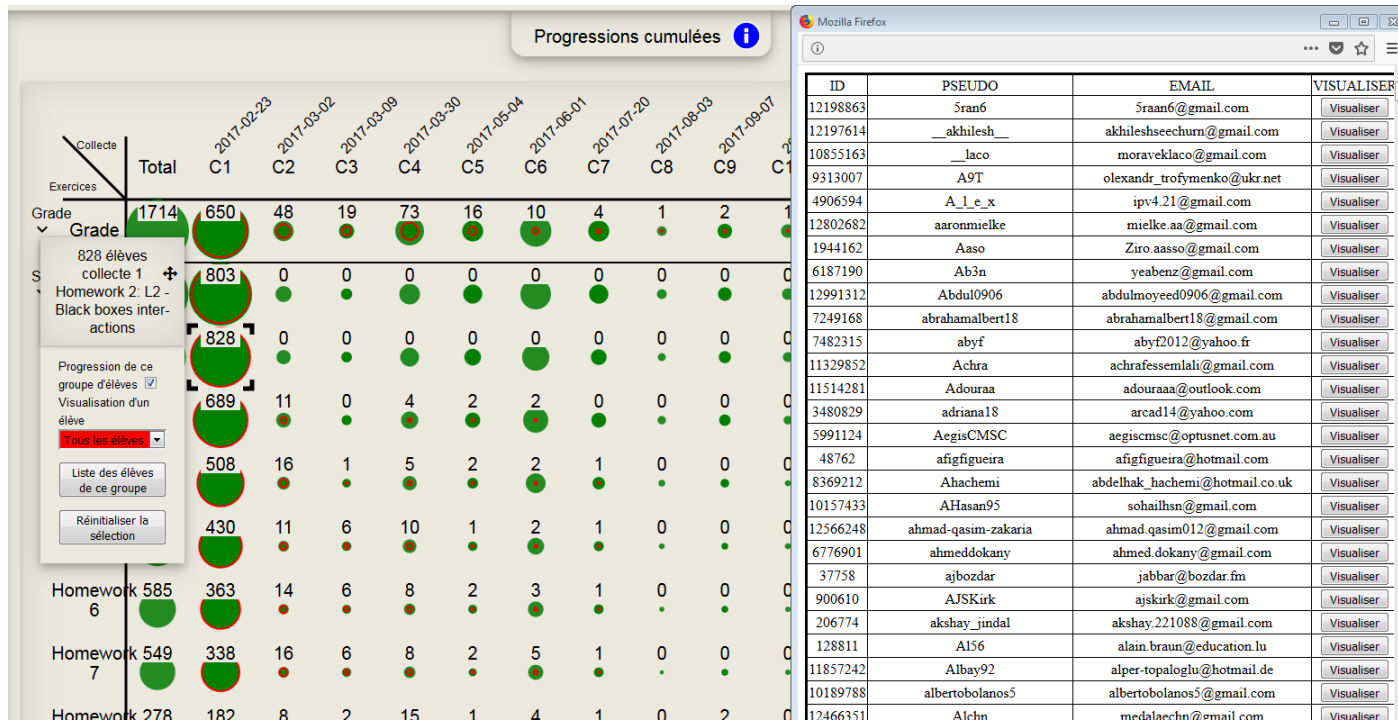 Progressions cumulées i
Collecte
Exercices
Total
2017-02-23 2017-03-02 2017-03-09 2017-03-30 2017-05-04 2017-06-01 2017-07-20 2017-08-03 2017-09-07
C1 C2 C3 C4 C5 C6 C7 C8 C9
Grade
Grade 1714 650 48 19 73 16 10 4 1 2 1
828 élèves
collecte 1
Homework 2: L2 -
Black boxes inter-
actions
803 0 0 0 0 0 0 0 0
828 0 0 0 0 0 0 0 0
Progression de ce
groupe d'élèves
Visualisation d'un
élève
Tous les élèves
689 11 0 4 2 2 0 0 0
Liste des élèves
de ce groupe
508 16 1 5 2 2 1 0 0
Réinitialiser la
sélection
430 11 6 10 1 2 1 0 0
Homework 585 363 14 6 8 2 3 1 0 0
6
Homework 549 338 16 6 8 2 5 1 0 0
7
Homework 278 182 8 2 15 1 4 1 0 2
Mozilla Firefox
ID PSEUDO EMAIL VISUALISER
12198863 5ran6 5raan6@gmail.com Visualiser
12197614 __akhilesh__ akhileshseechurn@gmail.com Visualiser
10855163 __laco moraveklaco@gmail.com Visualiser
9313007 A9T olexandr_trofymenko@ukr.net Visualiser
4906594 A_l_e_x ipv4.21@gmail.com Visualiser
12802682 aaronmielke mielke.aa@gmail.com Visualiser
1944162 Aaso Ziro.aasso@gmail.com Visualiser
6187190 Ab3n yeabenz@gmail.com Visualiser
12991312 Abdul0906 abdulmoyeed0906@gmail.com Visualiser
7249168 abrahamalbert18 abrahamalbert18@gmail.com Visualiser
7482315 abyf abyf2012@yahoo.fr Visualiser
11329852 Achra achrafessemlali@gmail.com Visualiser
11514281 Adouraa adouraaa@outlook.com Visualiser
3480829 adriana18 arcad14@yahoo.com Visualiser
5991124 AegisCMSC aegiscmsc@optusnet.com.au Visualiser
48762 afigfigueira afigfigueira@hotmail.com Visualiser
8369212 Ahachemi abdelhak_hachemi@hotmail.co.uk Visualiser
10157433 AHasan95 sohailhsn@gmail.com Visualiser
12566248 ahmad-qasim-zakaria ahmad.qasim012@gmail.com Visualiser
6776901 ahmeddokany ahmed.dokany@gmail.com Visualiser
37758 ajbozdar jabbar@bozdar.fm Visualiser
900610 AJSKirk ajskirk@gmail.com Visualiser
206774 akshay_jindal akshay.221088@gmail.com Visualiser
128811 Al56 alain.braun@education.lu Visualiser
11857242 Albay92 alper-topaloglu@hotmail.de Visualiser
10189788 albertobolanos5 albertobolanos5@gmail.com Visualiser
12466351 Alchn medalaechn@gmail.com Visualiser